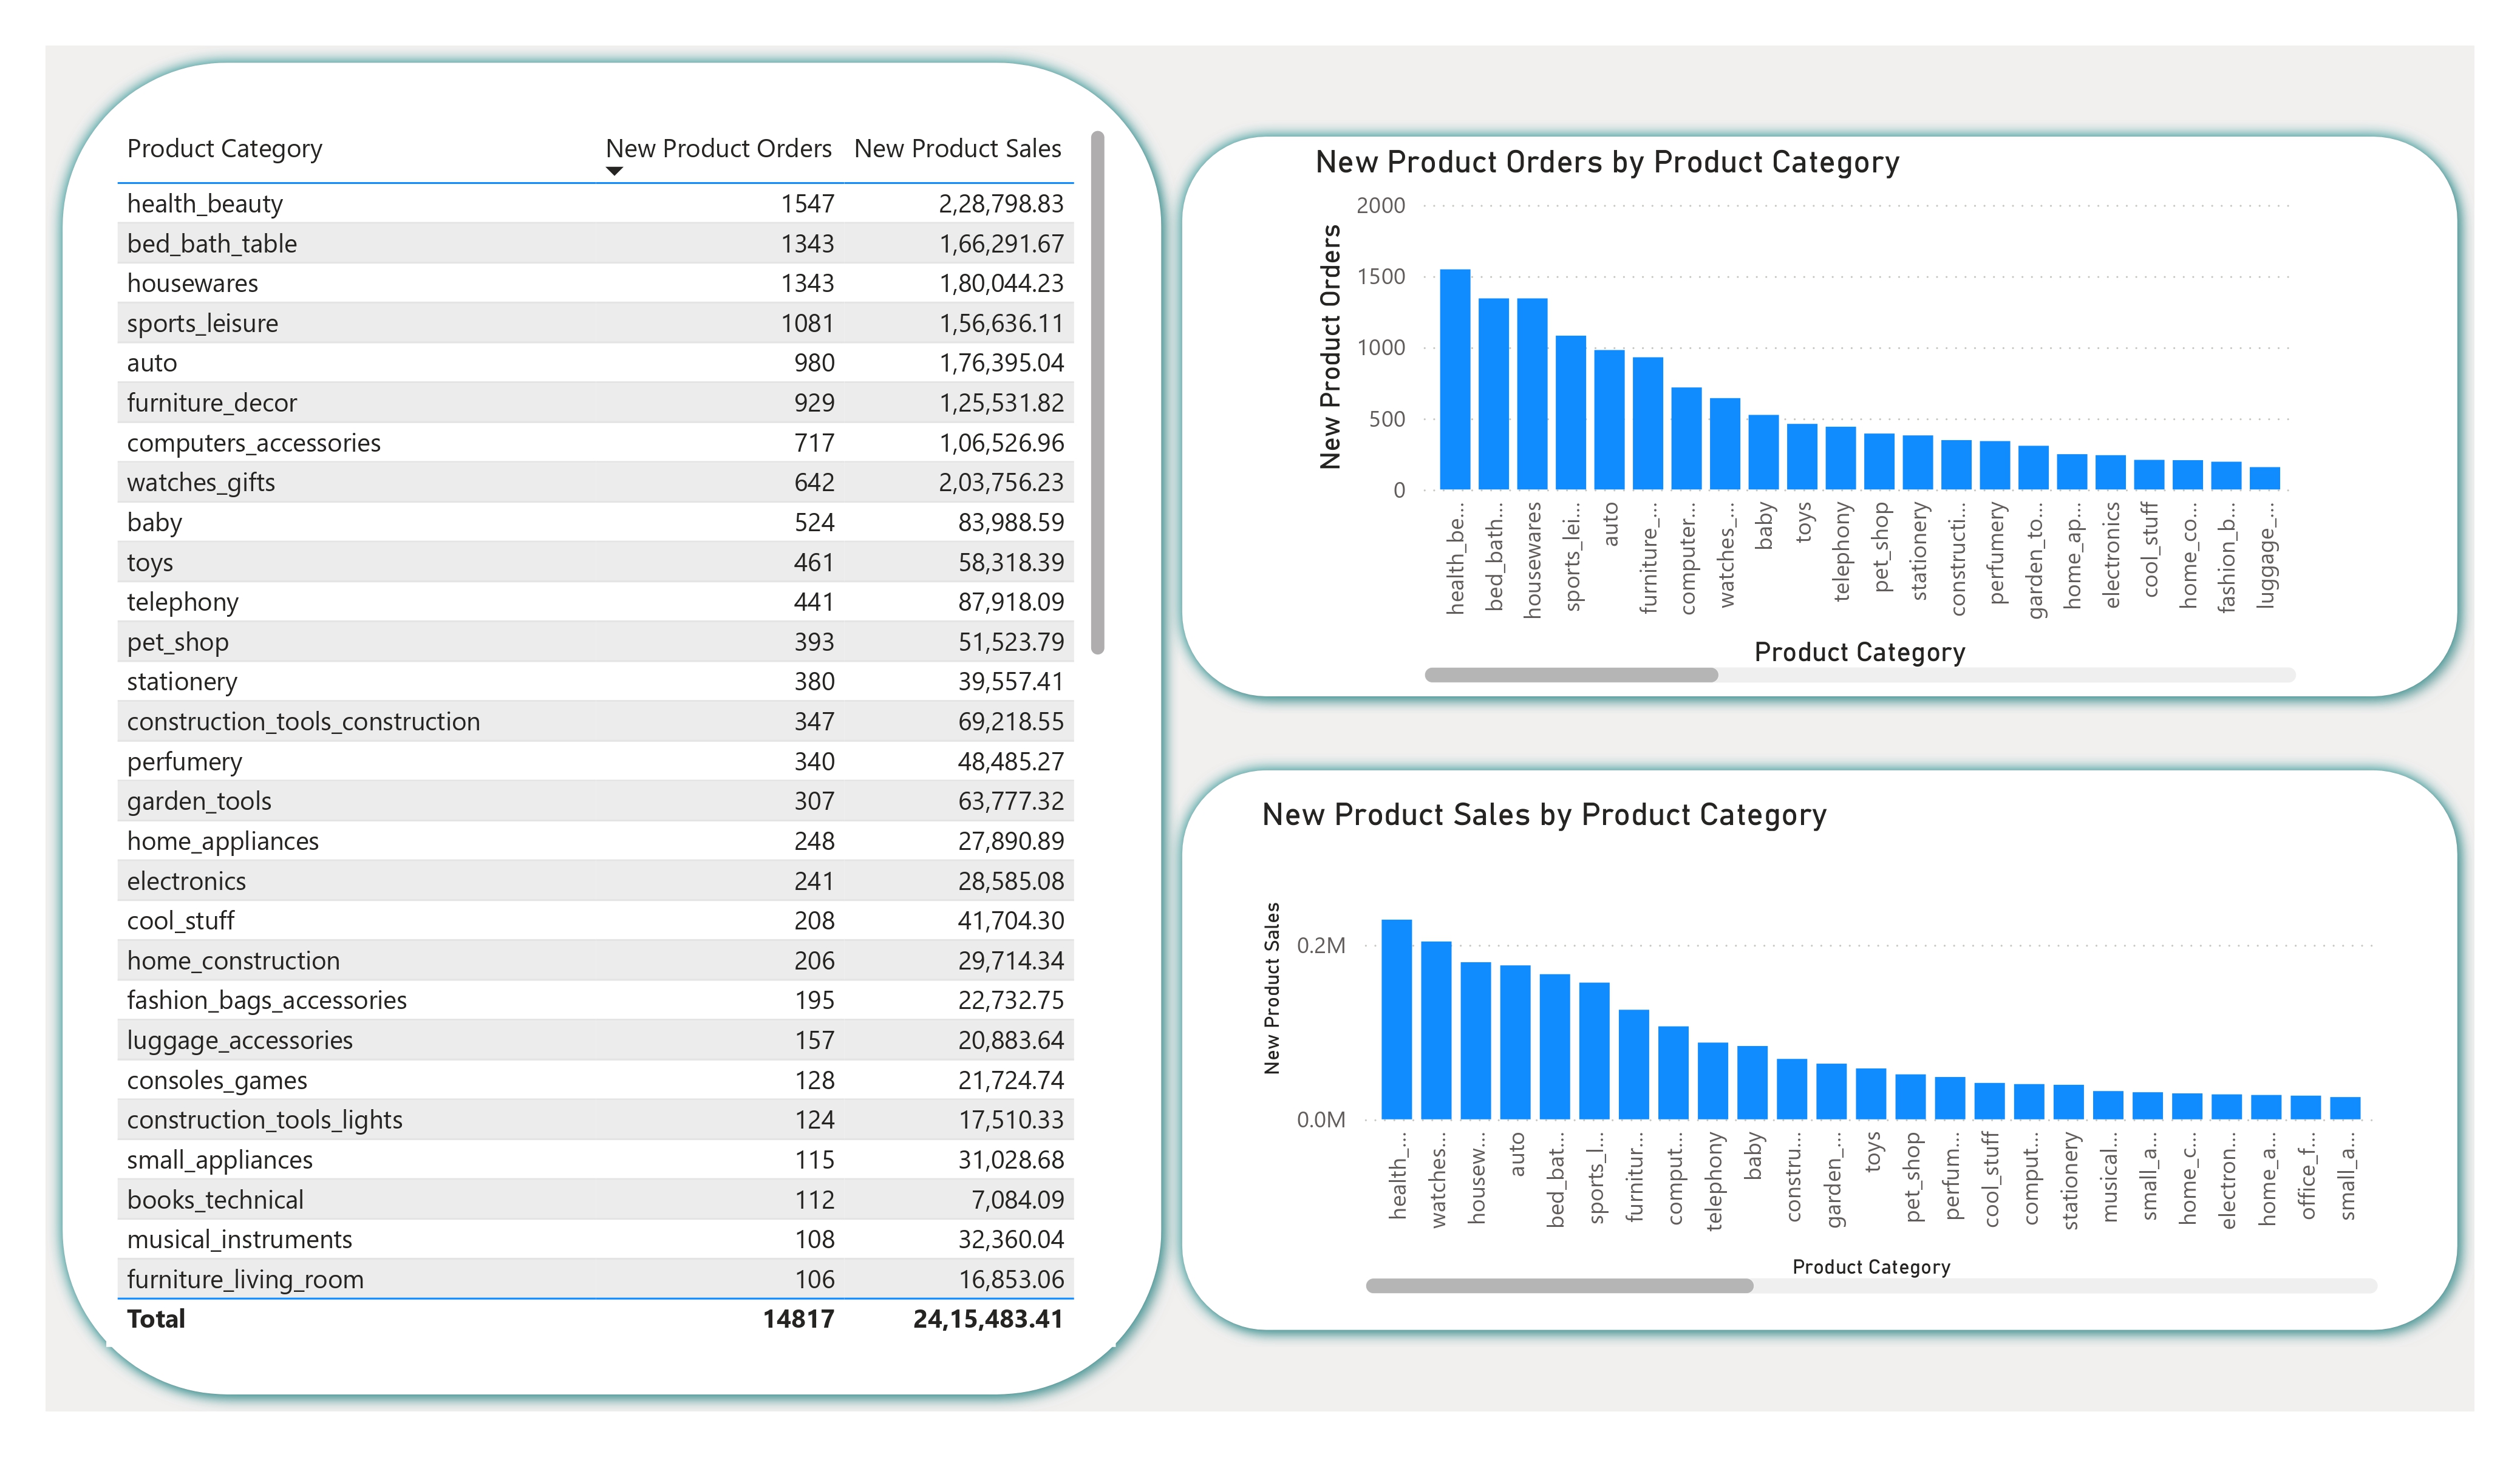 Product Category New Product Orders New Product Sales
health_beauty 1547 2,28,798.83
bed_bath_table 1343 1,66,291.67
housewares 1343 1,80,044.23
sports_leisure 1081 1,56,636.11
auto 980 1,76,395.04
furniture_decor 929 1,25,531.82
computers_accessories 717 1,06,526.96
watches_gifts 642 2,03,756.23
baby 524 83,988.59
toys 461 58,318.39
telephony 441 87,918.09
pet_shop 393 51,523.79
stationery 380 39,557.41
construction_tools_construction 347 69,218.55
perfumery 340 48,485.27
garden_tools 307 63,777.32
home_appliances 248 27,890.89
electronics 241 28,585.08
cool_stuff 208 41,704.30
home_construction 206 29,714.34
fashion_bags_accessories 195 22,732.75
luggage_accessories 157 20,883.64
consoles_games 128 21,724.74
construction_tools_lights 124 17,510.33
small_appliances 115 31,028.68
books_technical 112 7,084.09
musical_instruments 108 32,360.04
furniture_living_room 106 16,853.06
Total 14817 24,15,483.41
New Product Orders by Product Category
New Product Orders
2000
1500
1000
500
0
health_be...
bed_bath...
housewares
sports_lei...
auto
furniture_...
computer...
watches_...
baby
toys
telephony
pet_shop
stationery
constructi...
perfumery
garden_to...
home_ap...
electronics
cool_stuff
home_co...
fashion_b...
luggage_...
Product Category
New Product Sales by Product Category
New Product Sales
0.2M
0.0M
health_...
watches...
housew...
auto
bed_bat...
sports_l...
furnitur...
comput...
telephony
baby
constru...
garden_...
toys
pet_shop
perfum...
cool_stuff
comput...
stationery
musical...
small_a...
home_c...
electron...
home_a...
office_f...
small_a...
Product Category